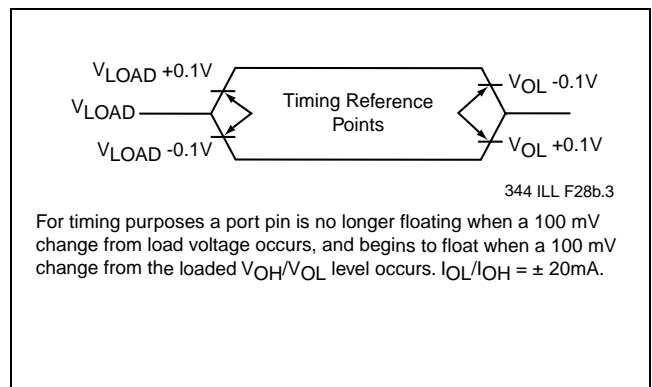 VLOAD +0.1V
VLOAD
VLOAD -0.1V
Timing Reference
Points
VOL -0.1V
VOL +0.1V
344 ILL F28b.3
For timing purposes a port pin is no longer floating when a 100 mV
change from load voltage occurs, and begins to float when a 100 mV
change from the loaded VOH/VOL level occurs. IOL/IOH = ± 20mA.